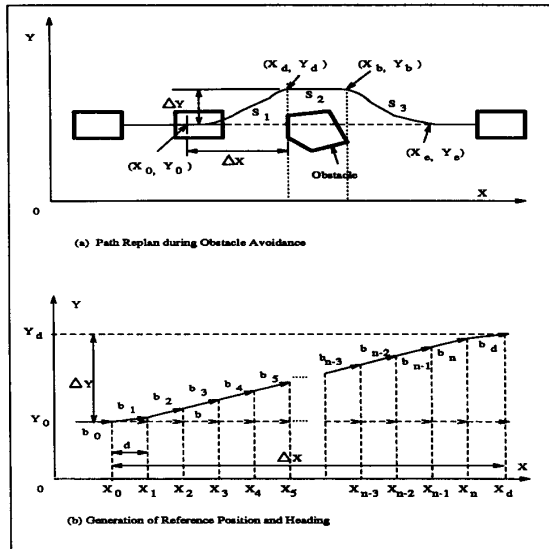 Y
(X_d, Y_d)
(X_b, Y_b)
ΔY
S_1
S_2
S_3
(X_0, Y_0)
ΔX
(X_e, Y_e)
Obstacle
0
X
(a) Path Replan during Obstacle Avoidance
Y
Y_d
ΔY
b_1 b_2 b_3 b_4 b_5 ...... b_n-3 b_n-2 b_n-1 b_n b_d
Y_0
b_0
b
......
d
ΔX
X
0 X_0 X_1 X_2 X_3 X_4 X_5 X_n-3 X_n-2 X_n-1 X_n X_d
(b) Generation of Reference Position and Heading